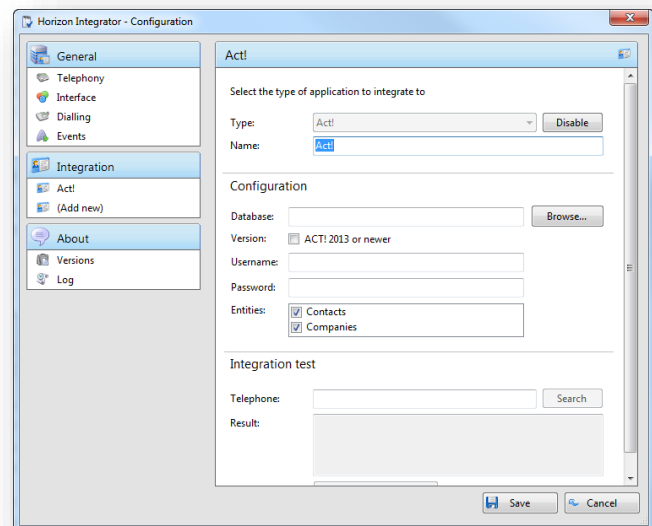 Horizon Integrator - Configuration
General
Telephony
Interface
Dialling
Events
Integration
Act!
(Add new)
About
Versions
Log
Act!
Select the type of application to integrate to
Type: Act! Disable
Name: Act!
Configuration
Database: Browse...
Version: ACT! 2013 or newer
Username:
Password:
Entities: Contacts
Companies
Integration test
Telephone: Search
Result:
Save Cancel